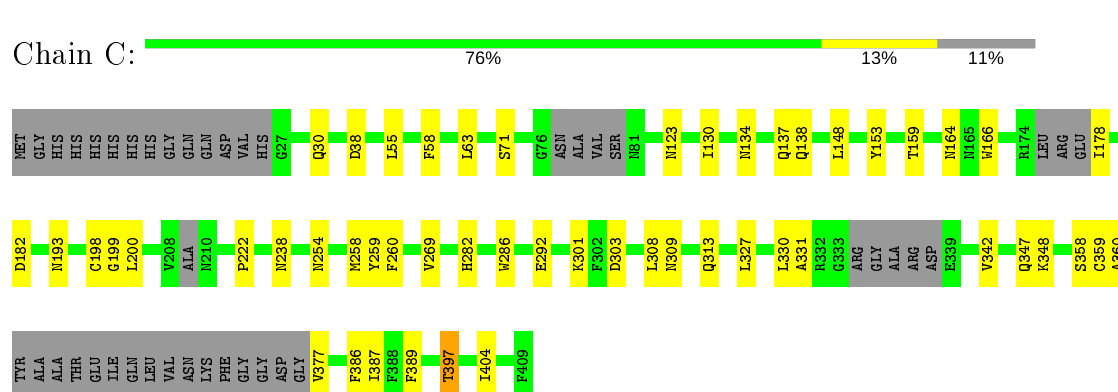 Chain C:
76% 13% 11%
MET GLY HIS HIS HIS HIS HIS HIS GLY GLN GLN ASP VAL HIS G27 Q30 D38 L55 F58 L63 S71 G76 ASN ALA VAL SER N81 N123 I130 N134 Q137 Q138 L148 Y153 T159 N164 N165 W166 R174 LEU ARG GLU I178
D182 N193 C198 G199 L200 V208 ALA N210 P222 N238 N254 M258 Y259 F260 V269 H282 W286 E292 K301 F302 D303 L308 N309 Q313 L327 L330 A331 R332 G333 ARG GLY ALA ARG ASP E339 V342 Q347 K348 S358 C359 A360
TYR ALA ALA THR GLU ILE GLN LEU VAL ASN LYS PHE GLY GLY ASP GLY V377 F386 I387 F388 F389 T397 I404 F409